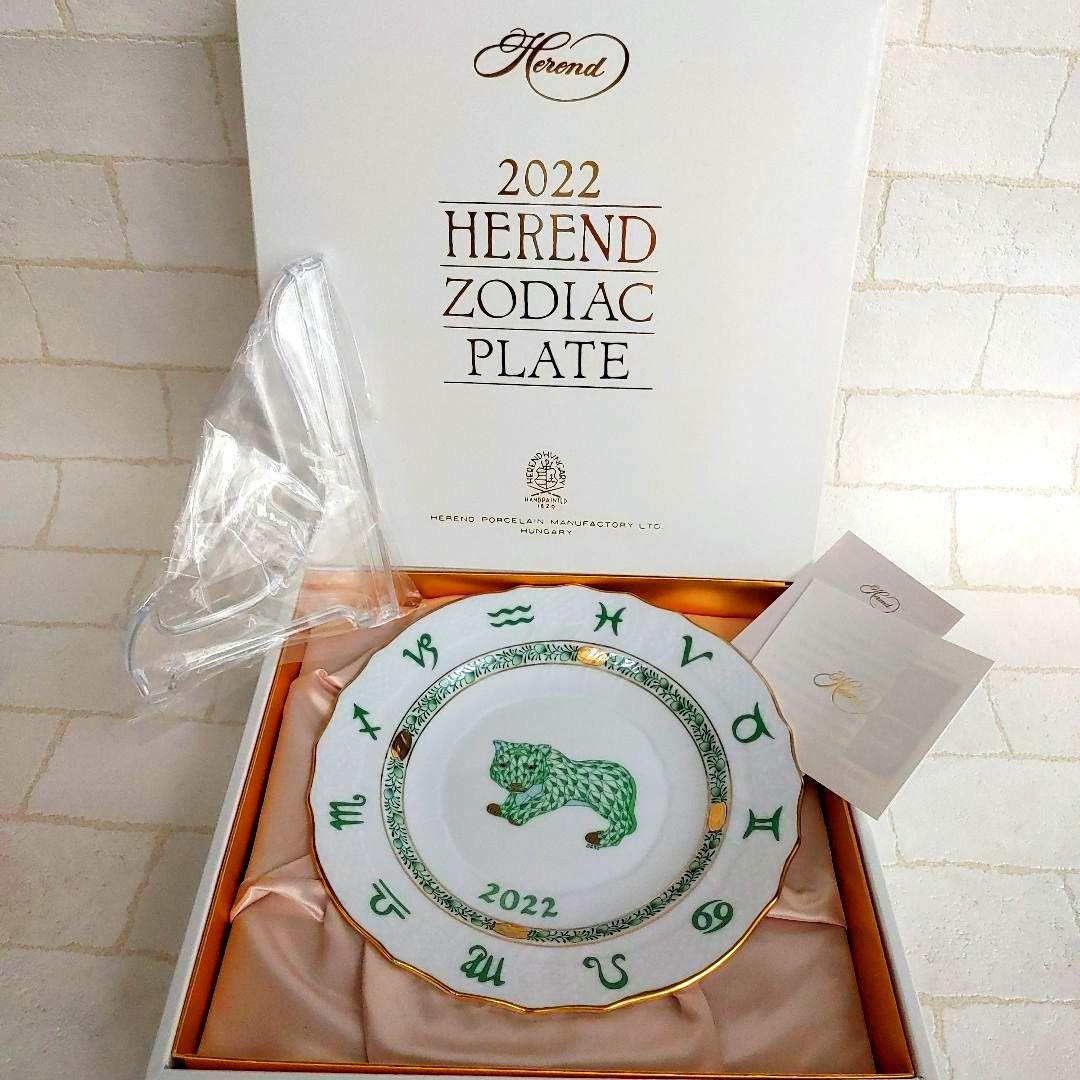 Herend
2022
HEREND
ZODIAC
PLATE
HEREND HUNGARY
HANDPAINTED
1826
HEREND PORCELAIN MANUFACTORY LTD.
HUNGARY
Herend
Herend
♒ ♓ ♈ ♉ ♊ ♋ ♌ ♍ ♎ ♏ ♐ ♑
2022